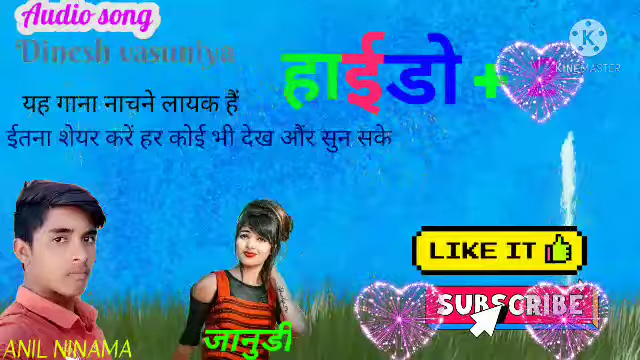 Audio song
Dinesh vasuniya
हाईडो +
KINEMASTER
यह गाना नाचने लायक हैं
ईतना शेयर करें हर कोई भी देख और सुन सके
LIKE IT
SUBSCRIBE
जानुडी
ANIL NINAMA